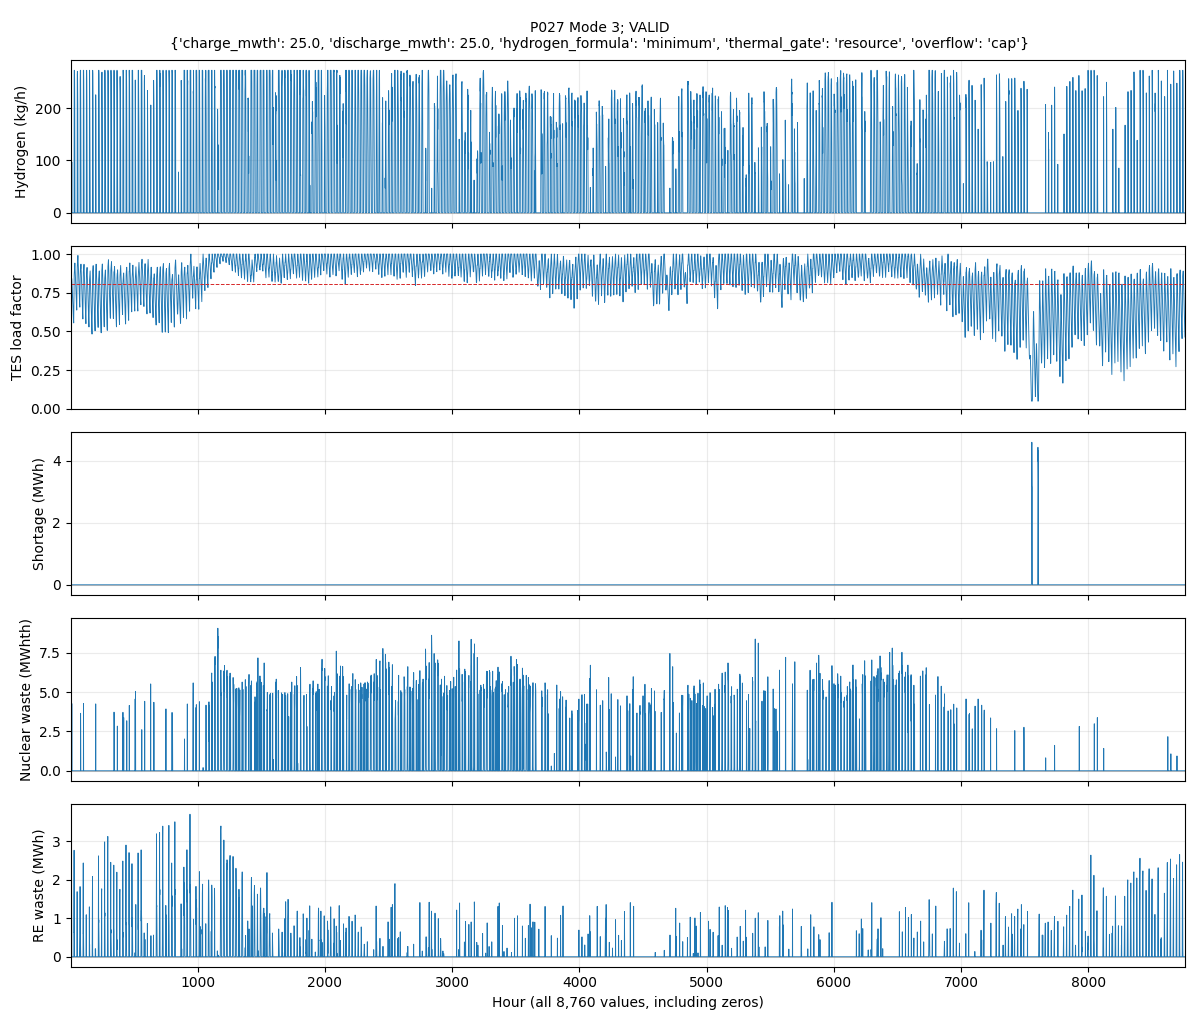 P027 Mode 3; VALID
{'charge_mwth': 25.0, 'discharge_mwth': 25.0, 'hydrogen_formula': 'minimum', 'thermal_gate': 'resource', 'overflow': 'cap'}
Hydrogen (kg/h)
200
100
0
TES load factor
1.00
0.75
0.50
0.25
0.00
Shortage (MWh)
4
2
0
Nuclear waste (MWhth)
7.5
5.0
2.5
0.0
RE waste (MWh)
3
2
1
0
1000 2000 3000 4000 5000 6000 7000 8000
Hour (all 8,760 values, including zeros)